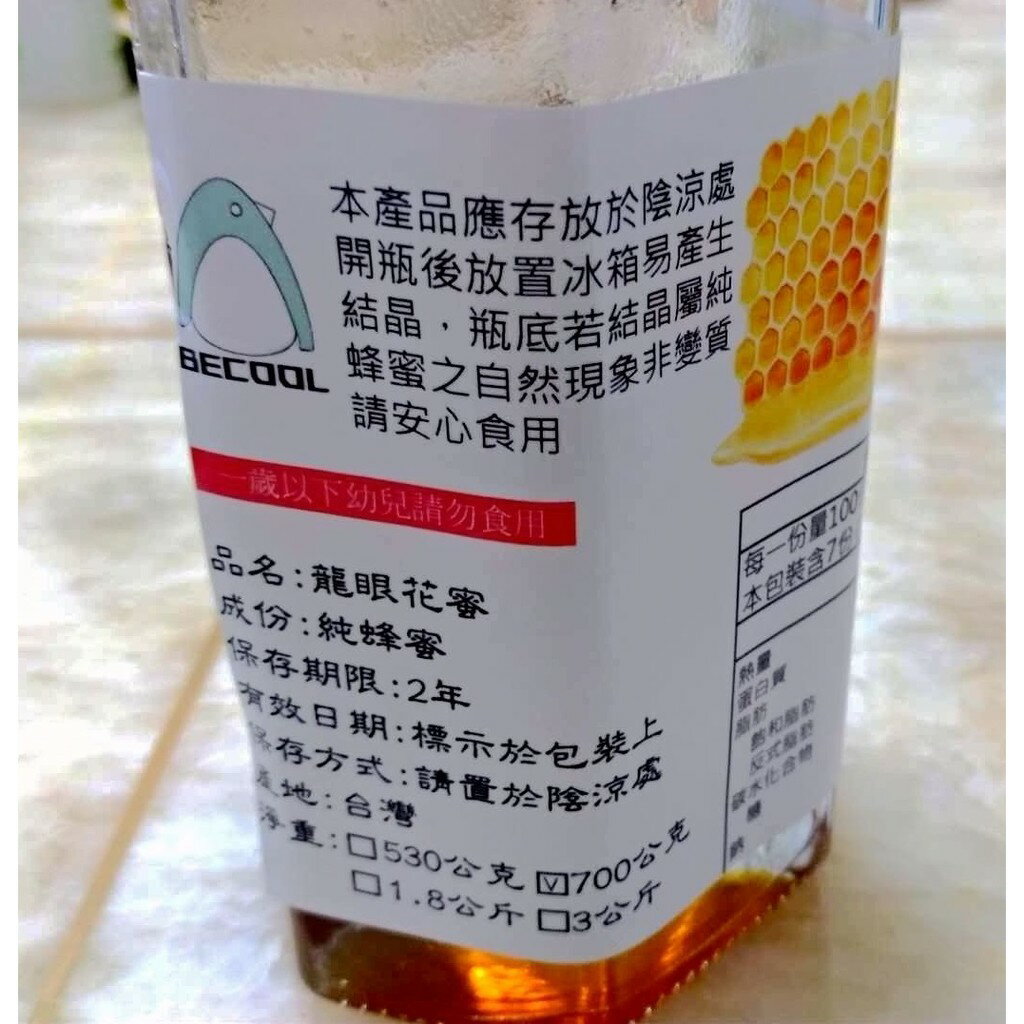 BECOOL
本產品應存放於陰涼處
開瓶後放置冰箱易產生
結晶，瓶底若結晶屬純
蜂蜜之自然現象非變質
請安心食用
一歲以下幼兒請勿食用
品名:龍眼花蜜
成份:純蜂蜜
保存期限:2年
有效日期:標示於包裝上
保存方式:請置於陰涼處
產地:台灣
淨重:□530公克 ☑700公克
□1.8公斤 □3公斤
每一份量100
本包裝含7份
熱量
蛋白質
脂肪
飽和脂肪
反式脂肪
碳水化合物
糖
鈉